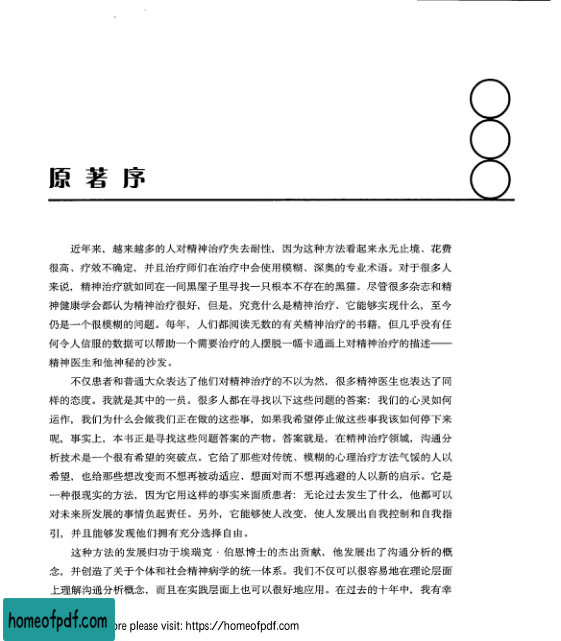 原著序
近年来，越来越多的人对精神治疗失去耐性，因为这种方法看起来永无止境、花费
很高、疗效不确定，并且治疗师们在治疗中会使用模糊、深奥的专业术语。对于很多人
来说，精神治疗就如同在一间黑屋子里寻找一只根本不存在的黑猫。尽管很多杂志和精
神健康学会都认为精神治疗很好，但是，究竟什么是精神治疗、它能够实现什么，至今
仍是一个很模糊的问题。每年，人们都阅读无数的有关精神治疗的书籍，但几乎没有任
何令人信服的数据可以帮助一个需要治疗的人摆脱一幅卡通画上对精神治疗的描述——
精神医生和他神秘的沙发。
不仅患者和普通大众表达了他们对精神治疗的不以为然，很多精神医生也表达了同
样的态度。我就是其中的一员。很多人都在寻找以下这些问题的答案：我们的心灵如何
运作，我们为什么会做我们正在做的这些事，如果我希望停止做这些事我该如何停下来
呢，事实上，本书正是寻找这些问题答案的产物。答案就是，在精神治疗领域，沟通分
析技术是一个很有希望的突破点。它给了那些对传统、模糊的心理治疗方法气馁的人以
希望，也给那些想改变而不想再被动适应、想面对而不想再逃避的人以新的启示。它是
一种很现实的方法，因为它用这样的事实来面质患者：无论过去发生了什么，他都可以
对未来所发展的事情负起责任。另外，它能够使人改变，使人发展出自我控制和自我指
引，并且能够发现他们拥有充分选择自由。
这种方法的发展归功于埃瑞克·伯恩博士的杰出贡献，他发展出了沟通分析的概
念，并创造了关于个体和社会精神病学的统一体系。我们不仅可以很容易地在理论层面
上理解沟通分析概念，而且在实践层面上也可以很好地应用。在过去的十年中，我有幸
homeofpdf.com
ore please visit: https://homeofpdf.com